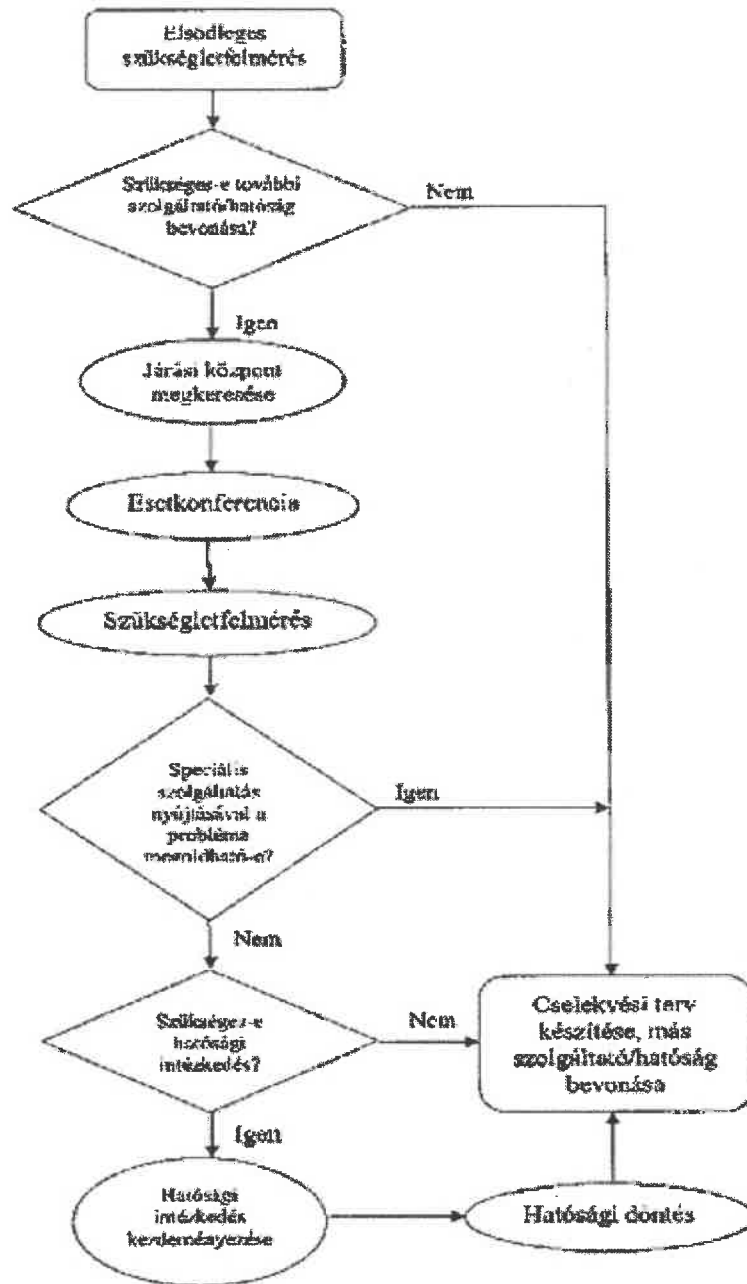 Elsődleges
szükségletfelmérés
Szükséges-e további
szolgáltató/hatóság
bevonása?
Nem
Igen
Járási központ
megkeresése
Esetkonferencia
Szükségletfelmérés
Speciális
szolgáltatás
nyújtásával a
probléma
megoldható-e?
Igen
Nem
Szükséges-e
hatósági
intézkedés?
Nem
Cselekvési terv
készítése, más
szolgáltató/hatóság
bevonása
Igen
Hatósági
intézkedés
kezdeményezése
Hatósági döntés